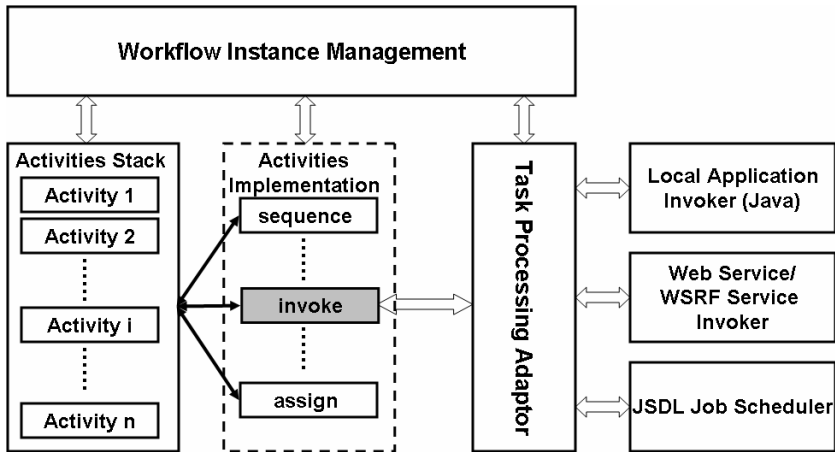 Workflow Instance Management
Activities Stack
Activity 1
Activity 2
Activity i
Activity n
Activities
Implementation
sequence
invoke
assign
Task Processing Adaptor
Local Application
Invoker (Java)
Web Service/
WSRF Service
Invoker
JSDL Job Scheduler